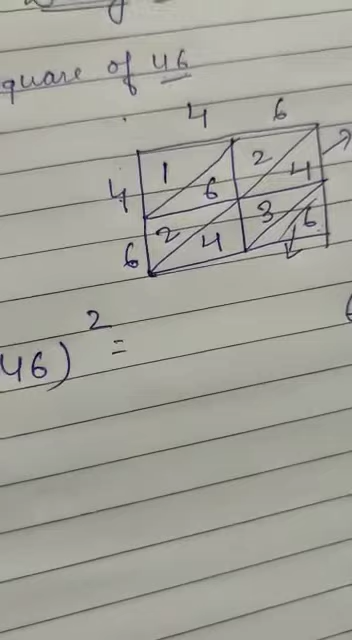 quare of 46
4 6
4 1 6 2 4
6 2 4 3 6
46)² =